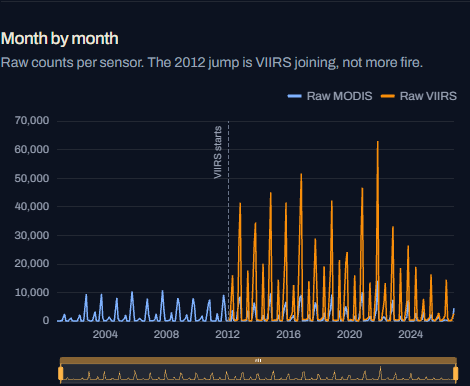 Month by month
Raw counts per sensor. The 2012 jump is VIIRS joining, not more fire.
Raw MODIS Raw VIIRS
70,000
60,000
50,000
40,000
30,000
20,000
10,000
0
VIIRS starts
2004 2008 2012 2016 2020 2024